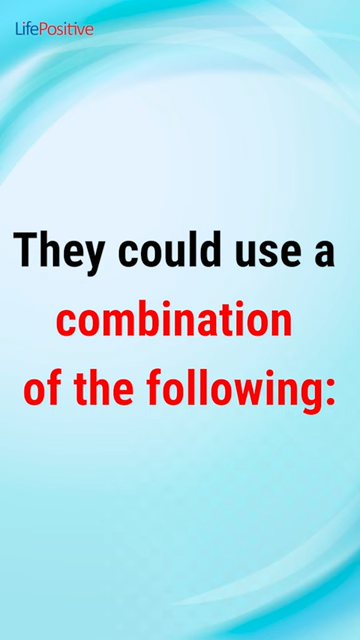 LifePositive
They could use a
combination
of the following: